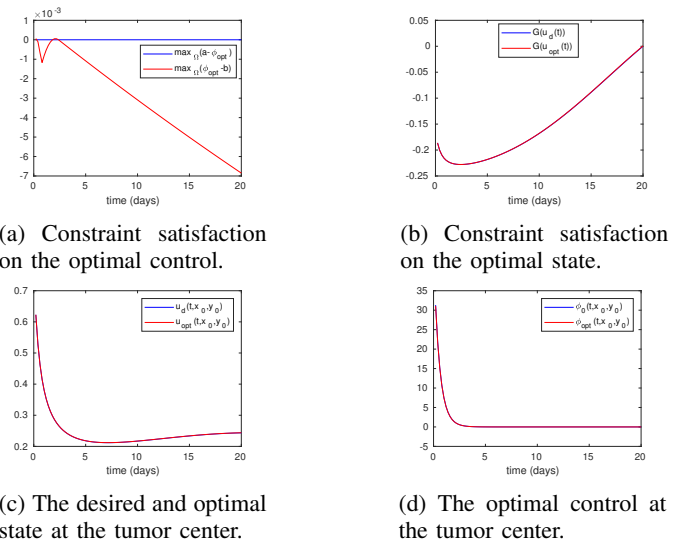 ×10⁻³
1
0
-1
-2
-3
-4
-5
-6
-7
max Ω(a-ϕopt)
max Ω(ϕopt-b)
0 5 10 15 20
time (days)
(a) Constraint satisfaction
on the optimal control.
0.05
0
-0.05
-0.1
-0.15
-0.2
-0.25
G(ud(t))
G(uopt(t))
0 5 10 15 20
time (days)
(b) Constraint satisfaction
on the optimal state.
0.7
0.6
0.5
0.4
0.3
0.2
ud(t,x0,y0)
uopt(t,x0,y0)
0 5 10 15 20
time (days)
(c) The desired and optimal
state at the tumor center.
35
30
25
20
15
10
5
0
-5
ϕ0(t,x0,y0)
ϕopt(t,x0,y0)
0 5 10 15 20
time (days)
(d) The optimal control at
the tumor center.